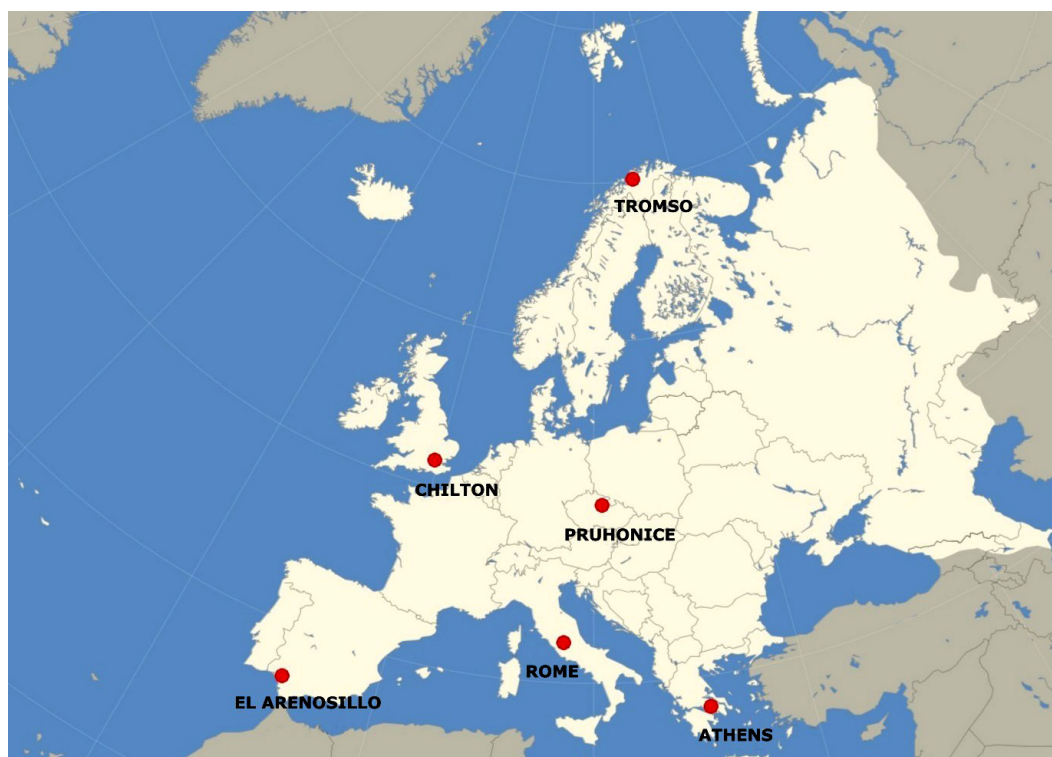 TROMSO
CHILTON
PRUHONICE
ROME
EL ARENOSILLO
ATHENS